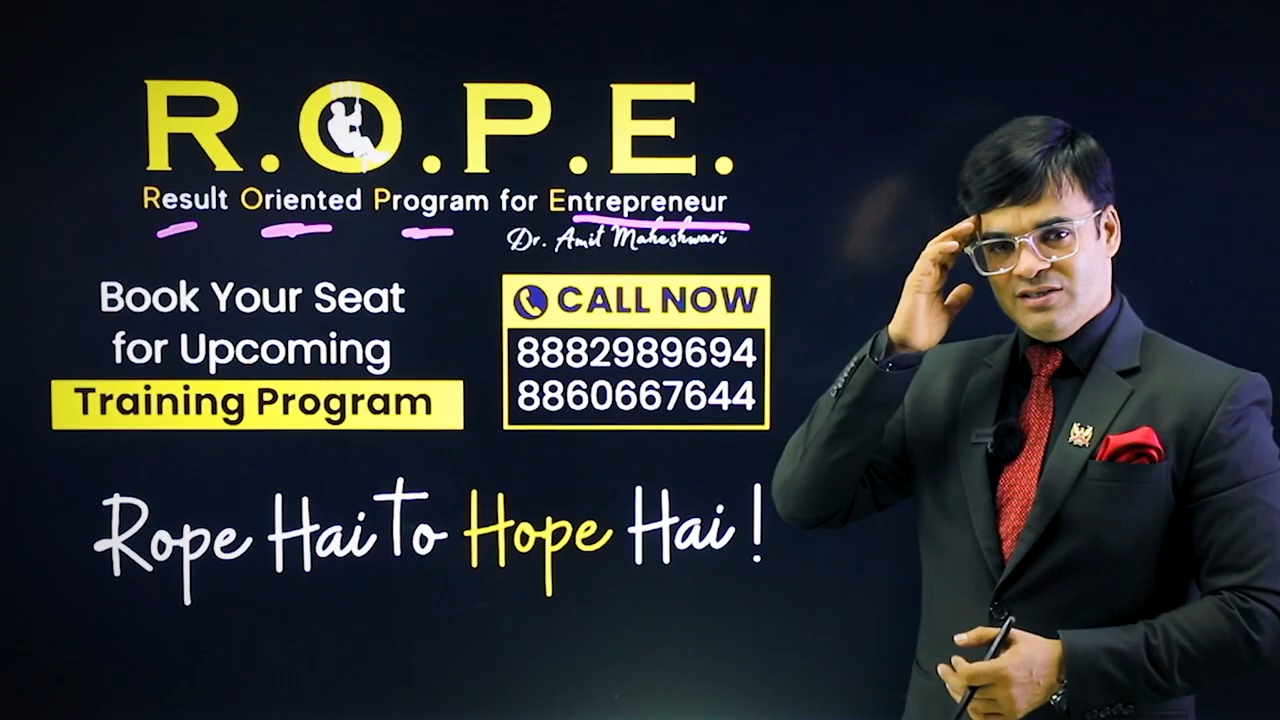 R.O.P.E.
Result Oriented Program for Entrepreneur
Dr. Amit Maheshwari
Book Your Seat
for Upcoming
Training Program
CALL NOW
8882989694
8860667644
Rope Hai To Hope Hai !